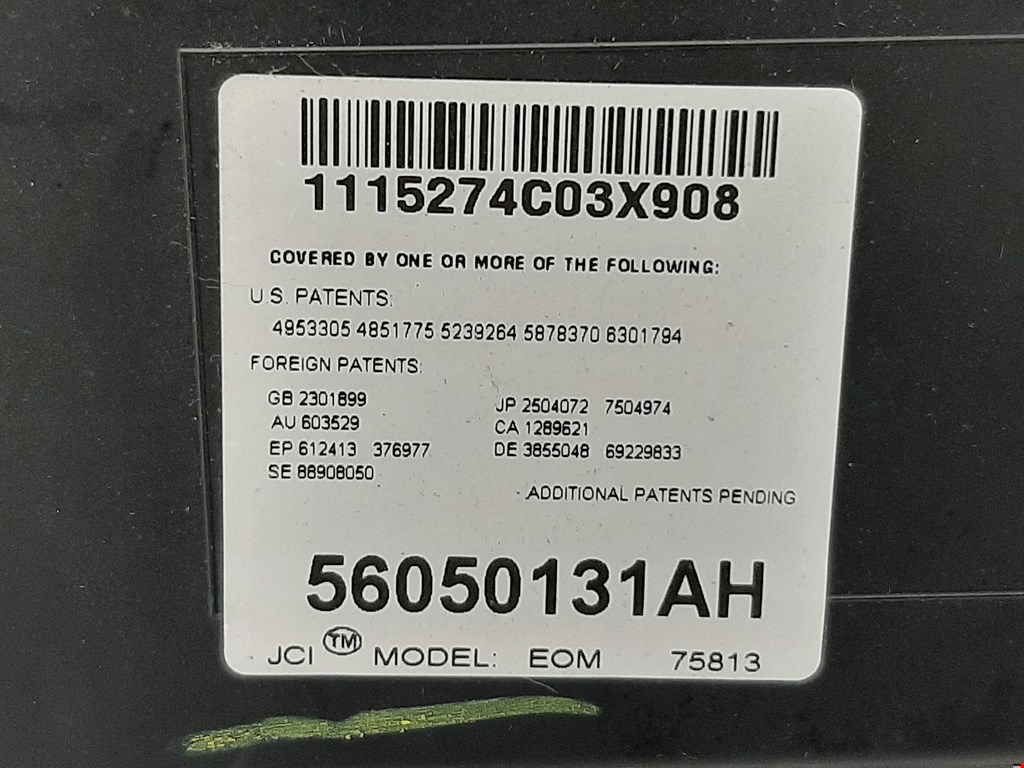 1115274C03X908
COVERED BY ONE OR MORE OF THE FOLLOWING:
U.S. PATENTS:
4953305 4851775 5239264 5878370 6301794
FOREIGN PATENTS:
GB 2301899
AU 603529
EP 612413 376977
SE 88908050
JP 2504072 7504974
CA 1289621
DE 3855048 69229833
ADDITIONAL PATENTS PENDING
56050131AH
JCI TM MODEL: EOM 75813